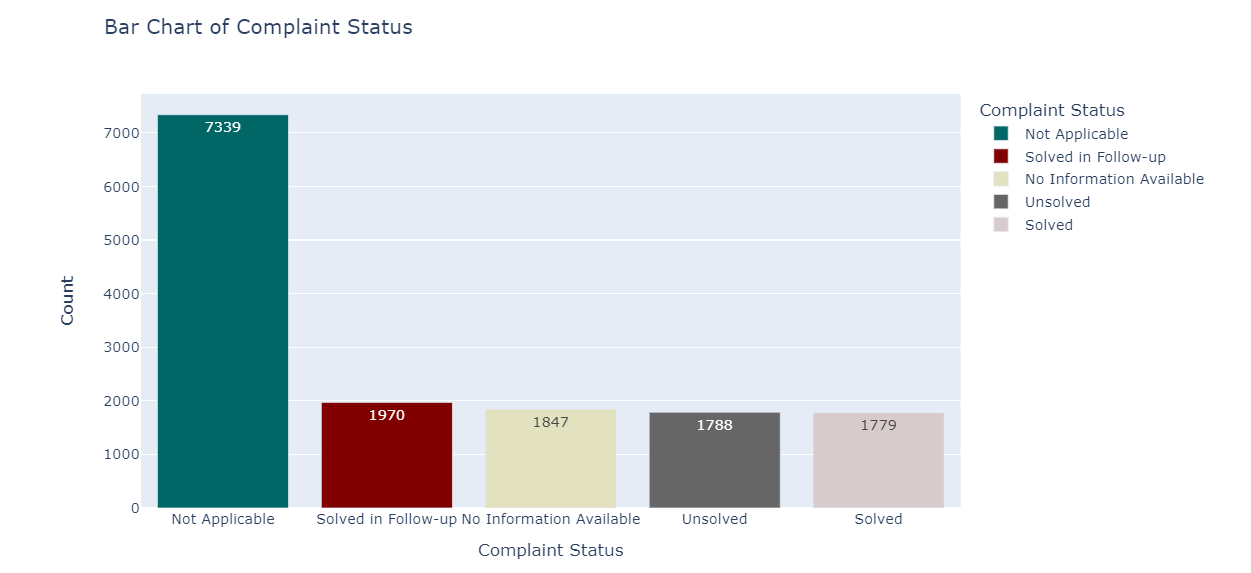 Bar Chart of Complaint Status
Complaint Status
Not Applicable
Solved in Follow-up
No Information Available
Unsolved
Solved
Count
7000
6000
5000
4000
3000
2000
1000
0
7339
1970
1847
1788
1779
Not Applicable Solved in Follow-up No Information Available Unsolved Solved
Complaint Status